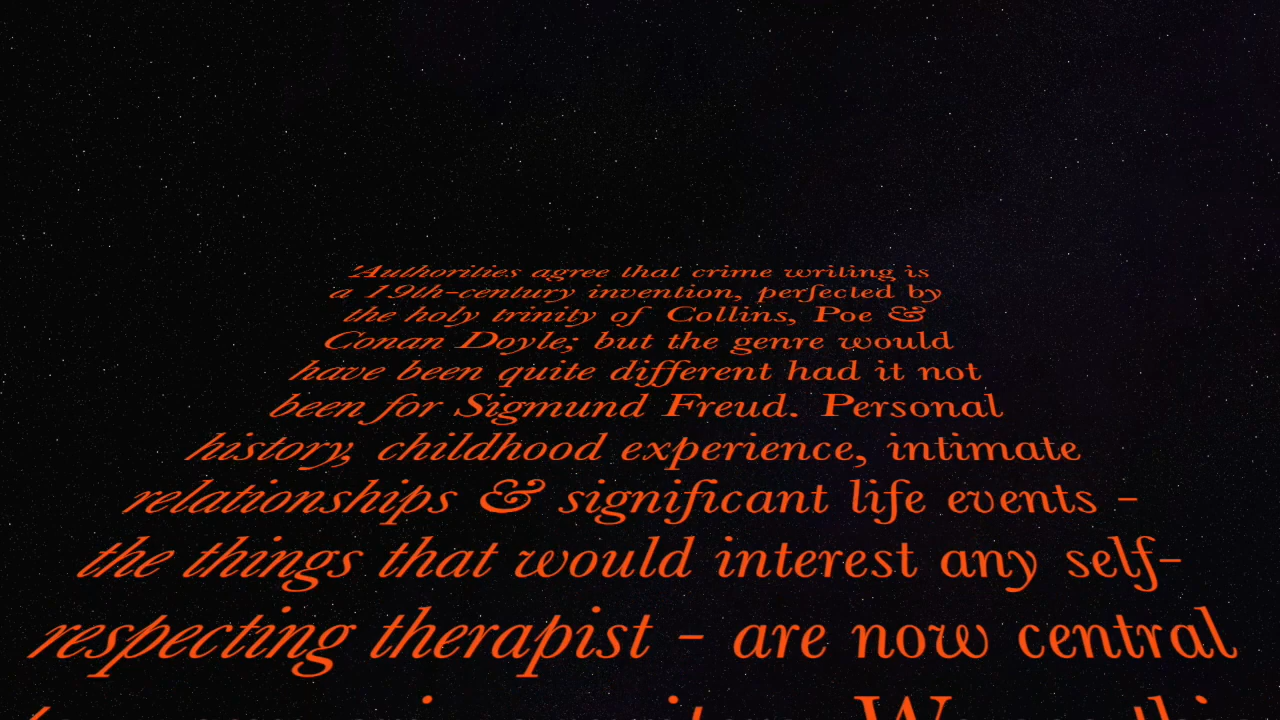 'Authorities agree that crime writing is
a 19th-century invention, perfected by
the holy trinity of Collins, Poe &
Conan Doyle; but the genre would
have been quite different had it not
been for Sigmund Freud. Personal
history, childhood experience, intimate
relationships & significant life events -
the things that would interest any self-
respecting therapist - are now central